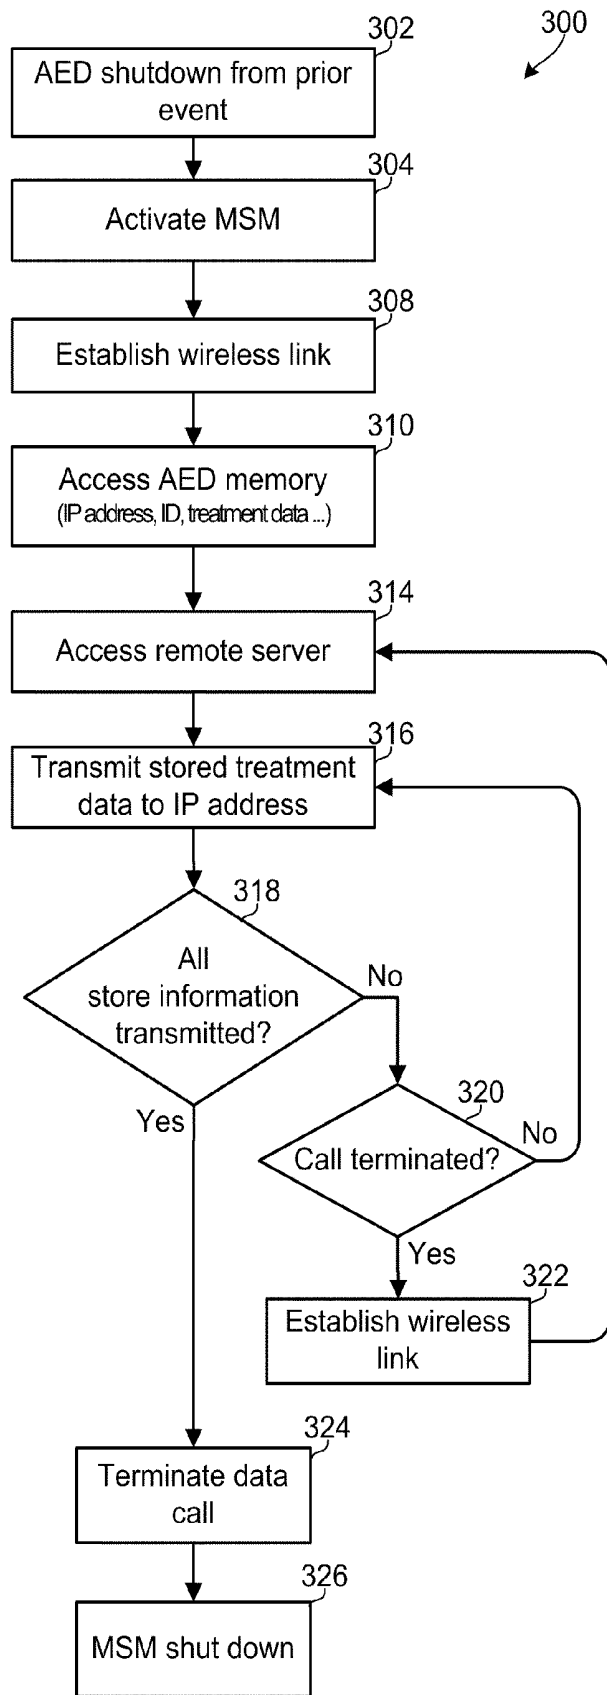 300
302
AED shutdown from prior
event
304
Activate MSM
308
Establish wireless link
310
Access AED memory
(IP address, ID, treatment data ...)
314
Access remote server
316
Transmit stored treatment
data to IP address
318
All
store information
transmitted?
No
Yes
320
Call terminated?
No
Yes
322
Establish wireless
link
324
Terminate data
call
326
MSM shut down